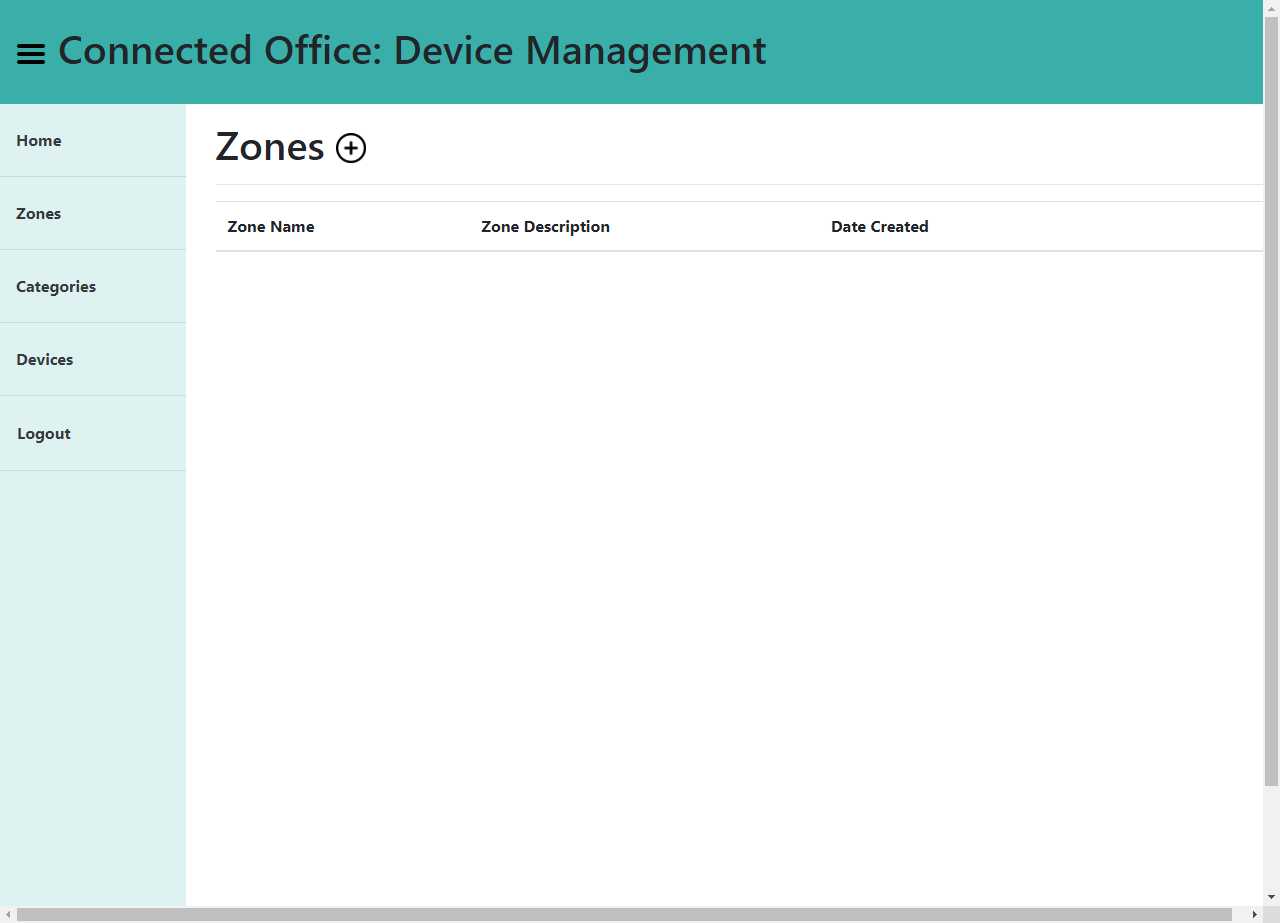 Connected Office: Device Management
Home
Zones
Categories
Devices
Logout
Zones
Zone Name Zone Description Date Created